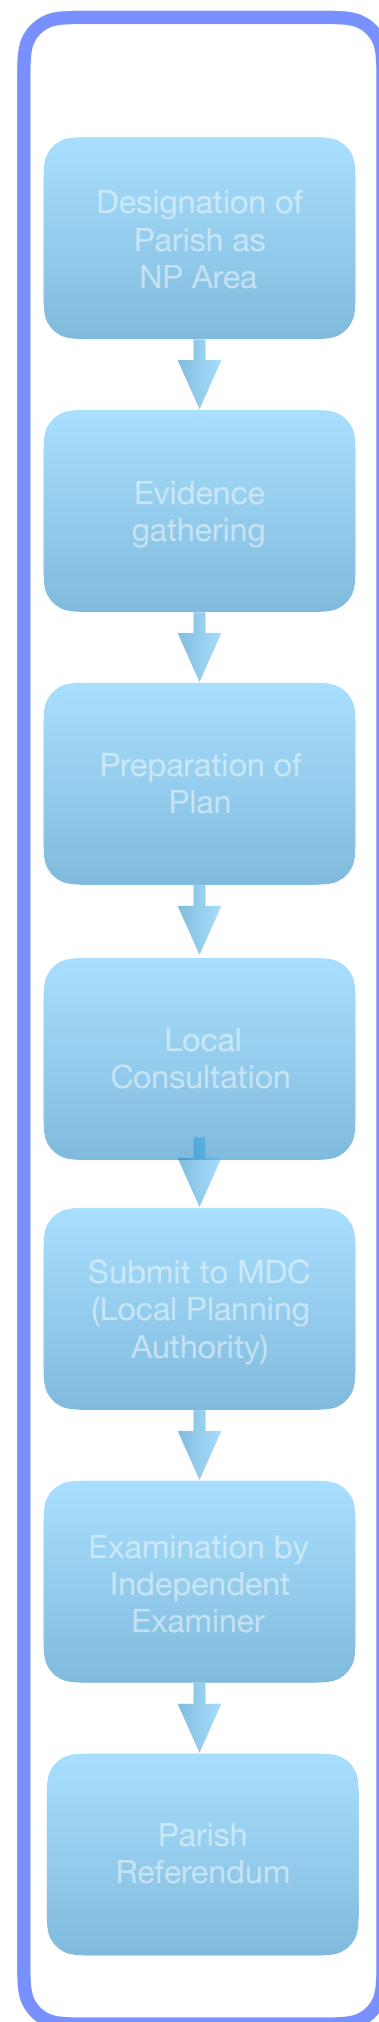 Designation of
Parish as
NP Area
Evidence
gathering
Preparation of
Plan
Local
Consultation
Submit to MDC
(Local Planning
Authority)
Examination by
Independent
Examiner
Parish
Referendum